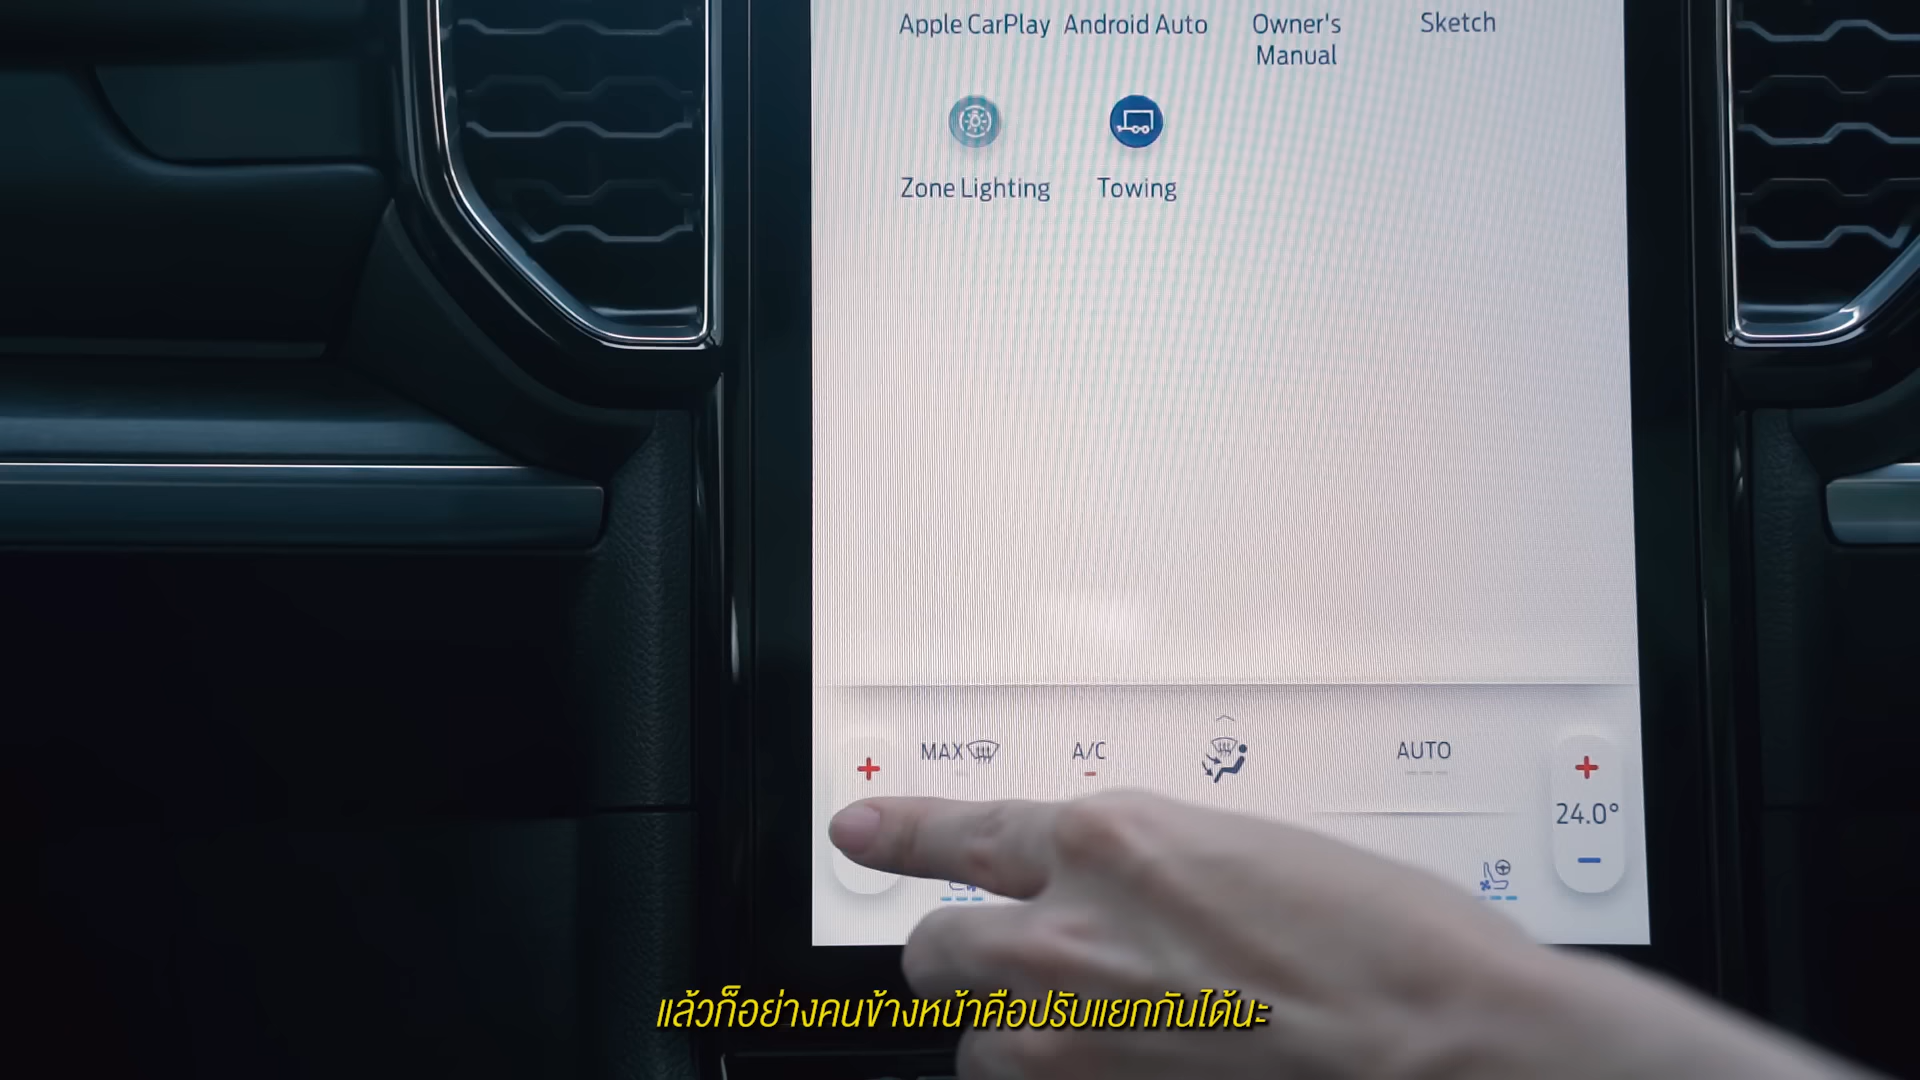 Apple CarPlay Android Auto Owner's Sketch
Manual
Zone Lighting Towing
MAX A/C AUTO
24.0°
แล้วก็อย่างคนข้างหน้าคือปรับแยกกันได้นะ